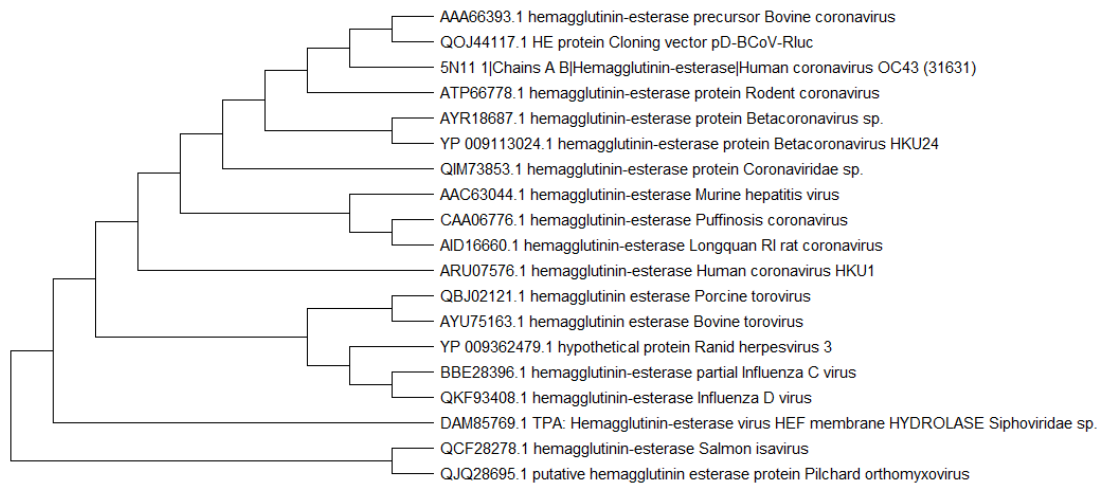 AAA66393.1 hemagglutinin-esterase precursor Bovine coronavirus
QOJ44117.1 HE protein Cloning vector pD-BCoV-Rluc
5N11 1|Chains A B|Hemagglutinin-esterase|Human coronavirus OC43 (31631)
ATP66778.1 hemagglutinin-esterase protein Rodent coronavirus
AYR18687.1 hemagglutinin-esterase protein Betacoronavirus sp.
YP 009113024.1 hemagglutinin-esterase protein Betacoronavirus HKU24
QIM73853.1 hemagglutinin-esterase protein Coronaviridae sp.
AAC63044.1 hemagglutinin-esterase Murine hepatitis virus
CAA06776.1 hemagglutinin-esterase Puffinosis coronavirus
AID16660.1 hemagglutinin-esterase Longquan Rl rat coronavirus
ARU07576.1 hemagglutinin-esterase Human coronavirus HKU1
QBJ02121.1 hemagglutinin esterase Porcine torovirus
AYU75163.1 hemagglutinin esterase Bovine torovirus
YP 009362479.1 hypothetical protein Ranid herpesvirus 3
BBE28396.1 hemagglutinin-esterase partial Influenza C virus
QKF93408.1 hemagglutinin-esterase Influenza D virus
DAM85769.1 TPA: Hemagglutinin-esterase virus HEF membrane HYDROLASE Siphoviridae sp.
QCF28278.1 hemagglutinin-esterase Salmon isavirus
QJQ28695.1 putative hemagglutinin esterase protein Pilchard orthomyxovirus